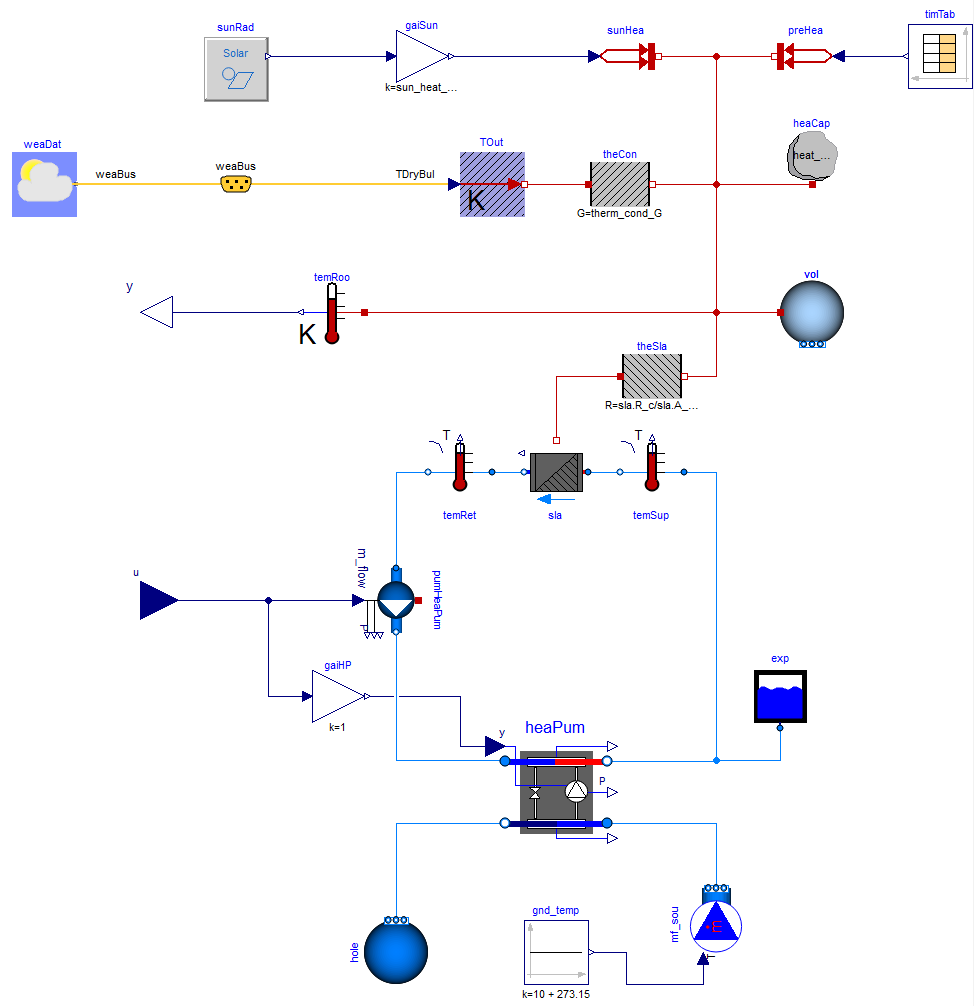 sunRad
gaiSun
sunHea
preHea
timTab
Solar
k=sun_heat_...
weaDat
weaBus
weaBus
TDryBul
TOut
K
theCon
G=therm_cond_G
heaCap
heat_...
y
temRoo
K
vol
theSla
R=sla.R_c/sla.A_...
T
T
temRet
sla
temSup
u
m_flow
pumHeaPum
P
gaiHP
k=1
exp
y
heaPum
P
hole
gnd_temp
k=10 + 273.15
mf_sou
E
T